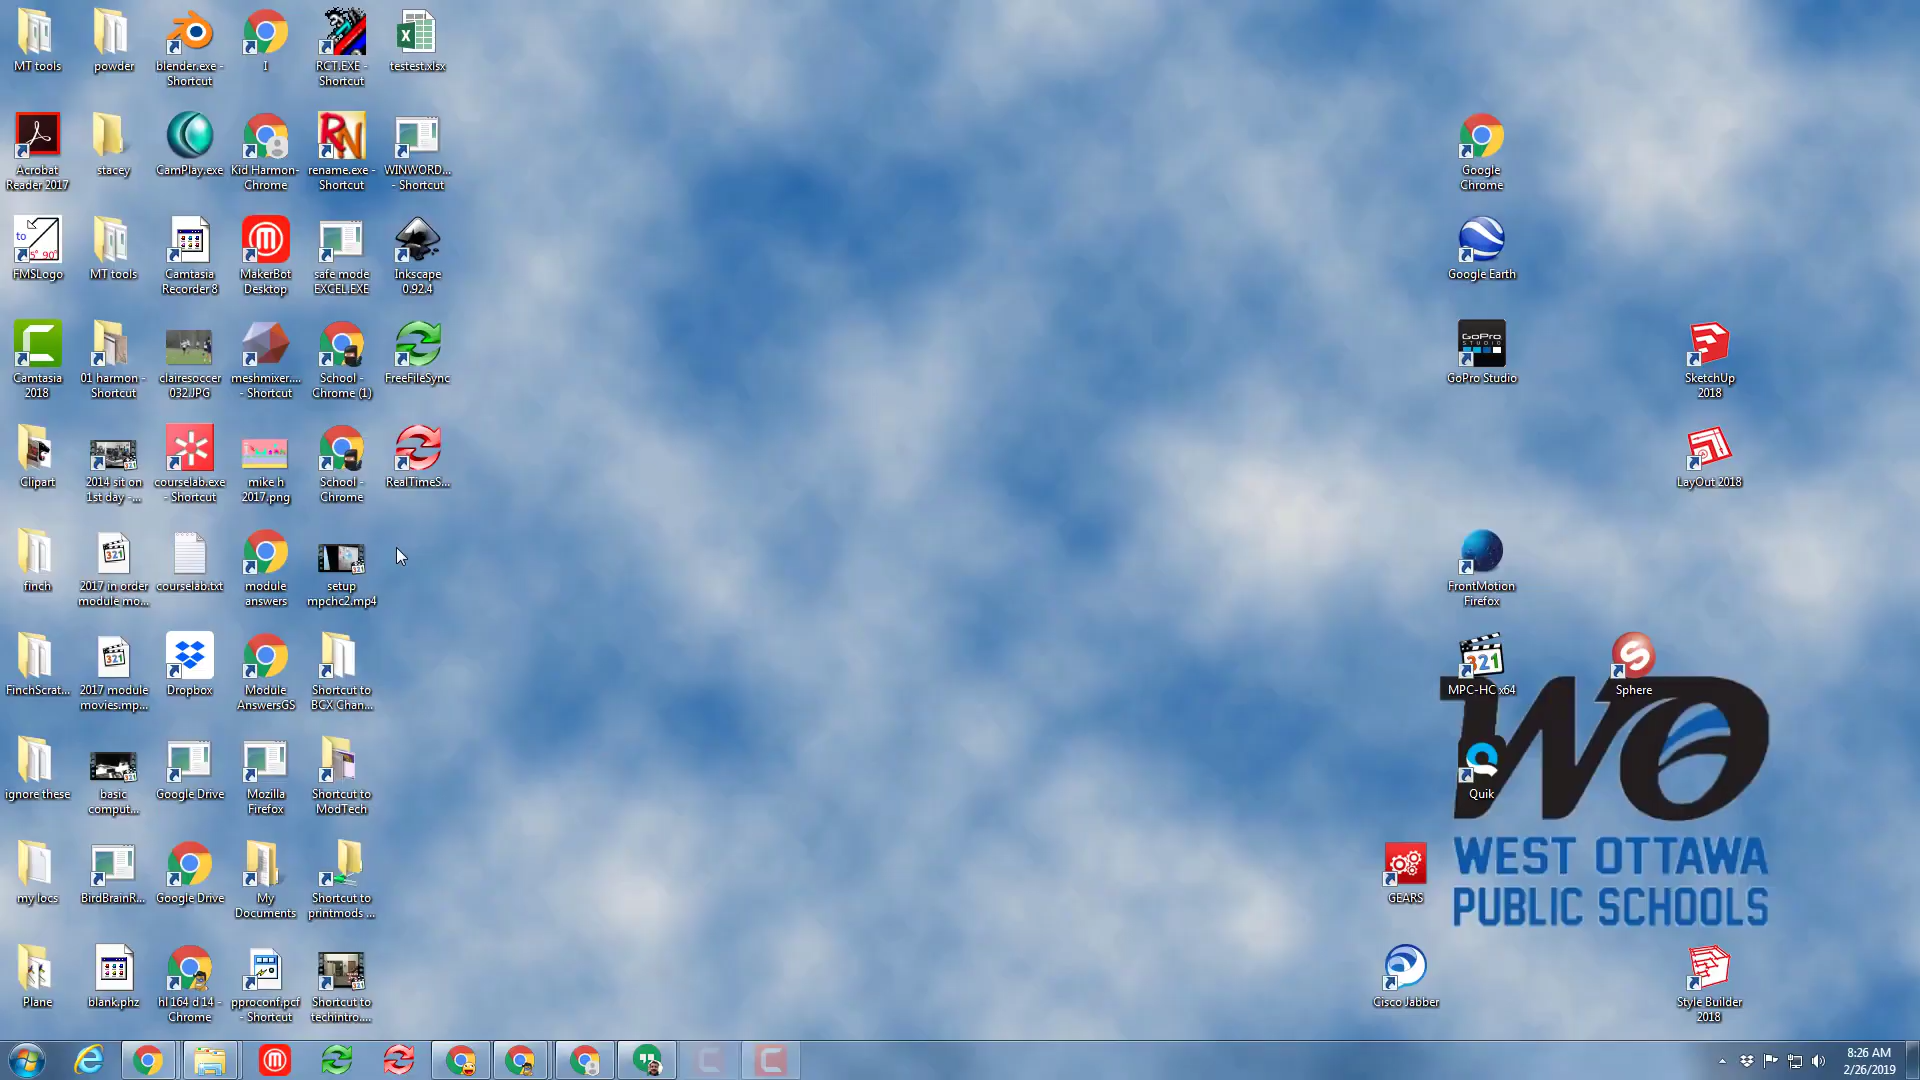 MT tools
powder
blender.exe -
Shortcut
I
RCT.EXE -
Shortcut
testest.xlsx
Acrobat
Reader 2017
stacey
CamPlay.exe
Kid Harmon-
Chrome
rename.exe -
Shortcut
WINWORD...
- Shortcut
Google
Chrome
to
5° 90°
FMSLogo
MT tools
Camtasia
Recorder 8
MakerBot
Desktop
safe mode
EXCEL.EXE
Inkscape
0.92.4
Google Earth
Camtasia
2018
01 harmon -
Shortcut
clairesoccer
032.JPG
meshmixer....
- Shortcut
School -
Chrome (1)
FreeFileSync
GoPro
STUDIO
GoPro Studio
SketchUp
2018
Clipart
2014 sit on
1st day -...
courselab.exe
- Shortcut
mike h
2017.png
School -
Chrome
RealTimeS...
LayOut 2018
finch
2017 in order
module mo...
courselab.txt
module
answers
setup
mpchc2.mp4
FrontMotion
Firefox
FinchScrat...
2017 module
movies.mp...
Dropbox
Module
AnswersGS
Shortcut to
BCX Chan...
321
MPC-HC x64
Sphere
ignore these
basic
comput...
Google Drive
Mozilla
Firefox
Shortcut to
ModTech
Quik
WO
WEST OTTAWA
PUBLIC SCHOOLS
my locs
BirdBrainR...
Google Drive
My
Documents
Shortcut to
printmods ...
GEARS
Plane
blank.phz
hl 164 d 14 -
Chrome
pproconf.pcf
- Shortcut
Shortcut to
techintro....
Cisco Jabber
Style Builder
2018
8:26 AM
2/26/2019